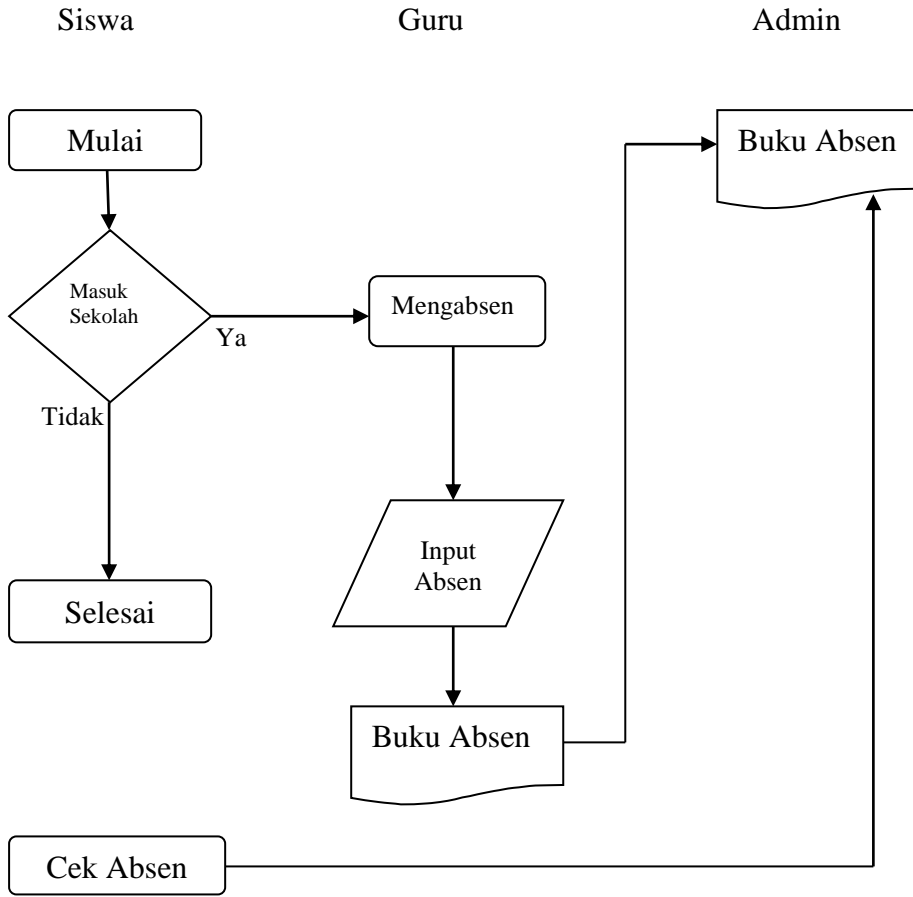 Siswa
Guru
Admin
Mulai
Buku Absen
Masuk
Sekolah
Ya
Mengabsen
Tidak
Input
Absen
Selesai
Buku Absen
Cek Absen